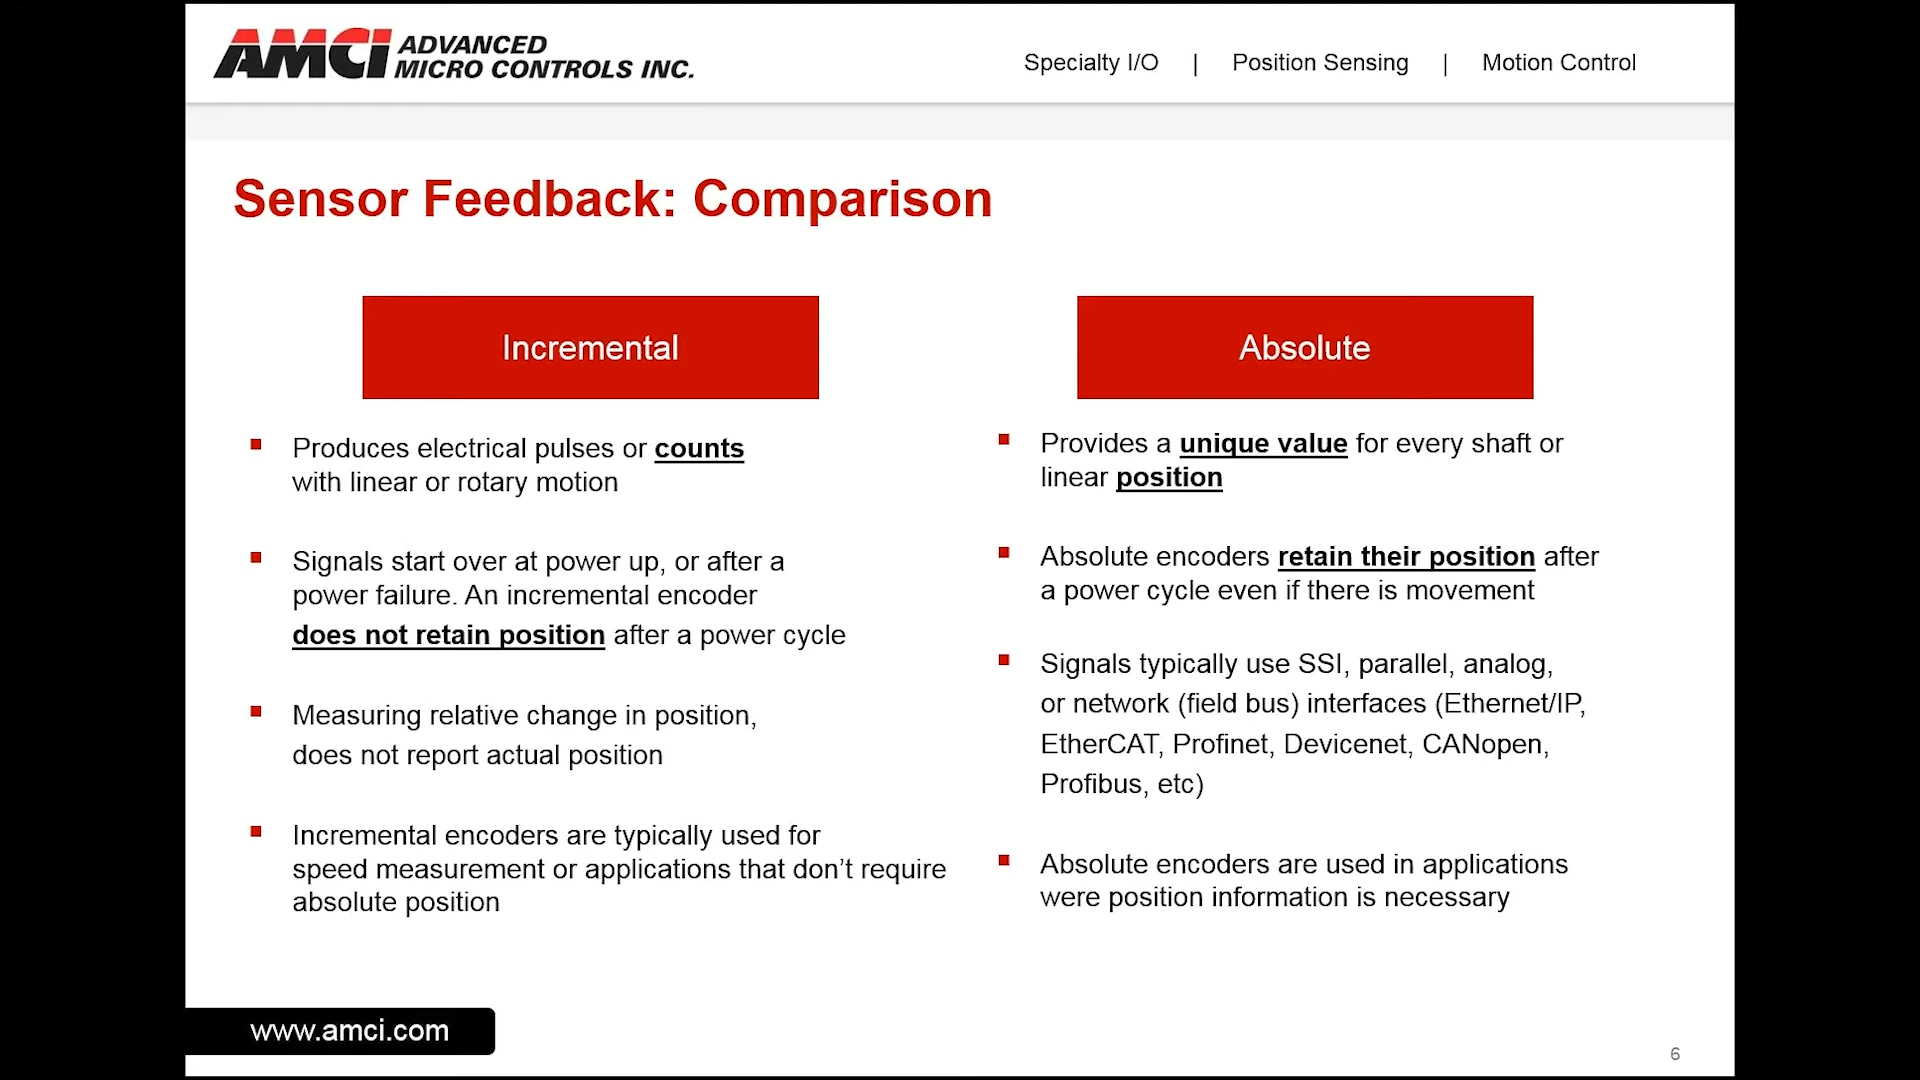 AMCI ADVANCED
MICRO CONTROLS INC.
Specialty I/O | Position Sensing | Motion Control
Sensor Feedback: Comparison
Incremental
Produces electrical pulses or counts
with linear or rotary motion
Signals start over at power up, or after a
power failure. An incremental encoder
does not retain position after a power cycle
Measuring relative change in position,
does not report actual position
Incremental encoders are typically used for
speed measurement or applications that don’t require
absolute position
Absolute
Provides a unique value for every shaft or
linear position
Absolute encoders retain their position after
a power cycle even if there is movement
Signals typically use SSI, parallel, analog,
or network (field bus) interfaces (Ethernet/IP,
EtherCAT, Profinet, Devicenet, CANopen,
Profibus, etc)
Absolute encoders are used in applications
were position information is necessary
www.amci.com
6